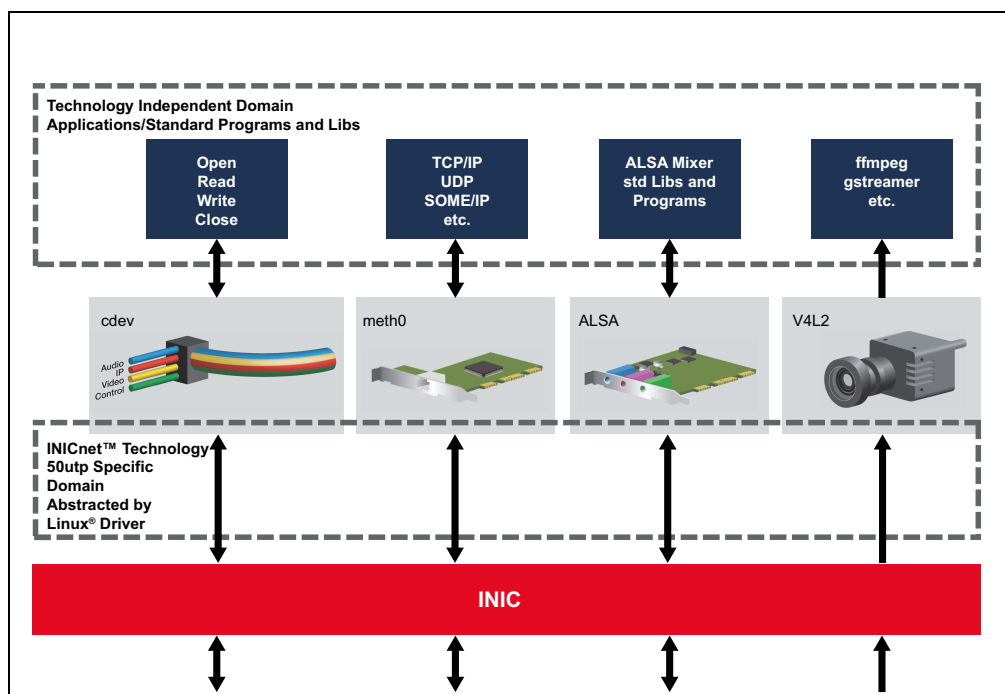 Technology Independent Domain
Applications/Standard Programs and Libs
Open
Read
Write
Close
TCP/IP
UDP
SOME/IP
etc.
ALSA Mixer
std Libs and
Programs
ffmpeg
gstreamer
etc.
cdev
Audio
IP
Video
Control
meth0
ALSA
V4L2
INICnet™ Technology
50utp Specific
Domain
Abstracted by
Linux® Driver
INIC